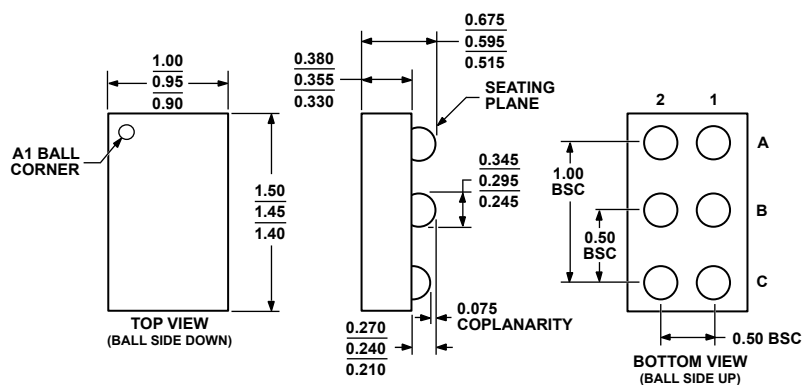 1.00
0.95
0.90
A1 BALL
CORNER
1.50
1.45
1.40
TOP VIEW
(BALL SIDE DOWN)
0.675
0.595
0.515
0.380
0.355
0.330
SEATING
PLANE
0.345
0.295
0.245
0.075
COPLANARITY
0.270
0.240
0.210
2 1
A
B
C
1.00
BSC
0.50
BSC
0.50 BSC
BOTTOM VIEW
(BALL SIDE UP)